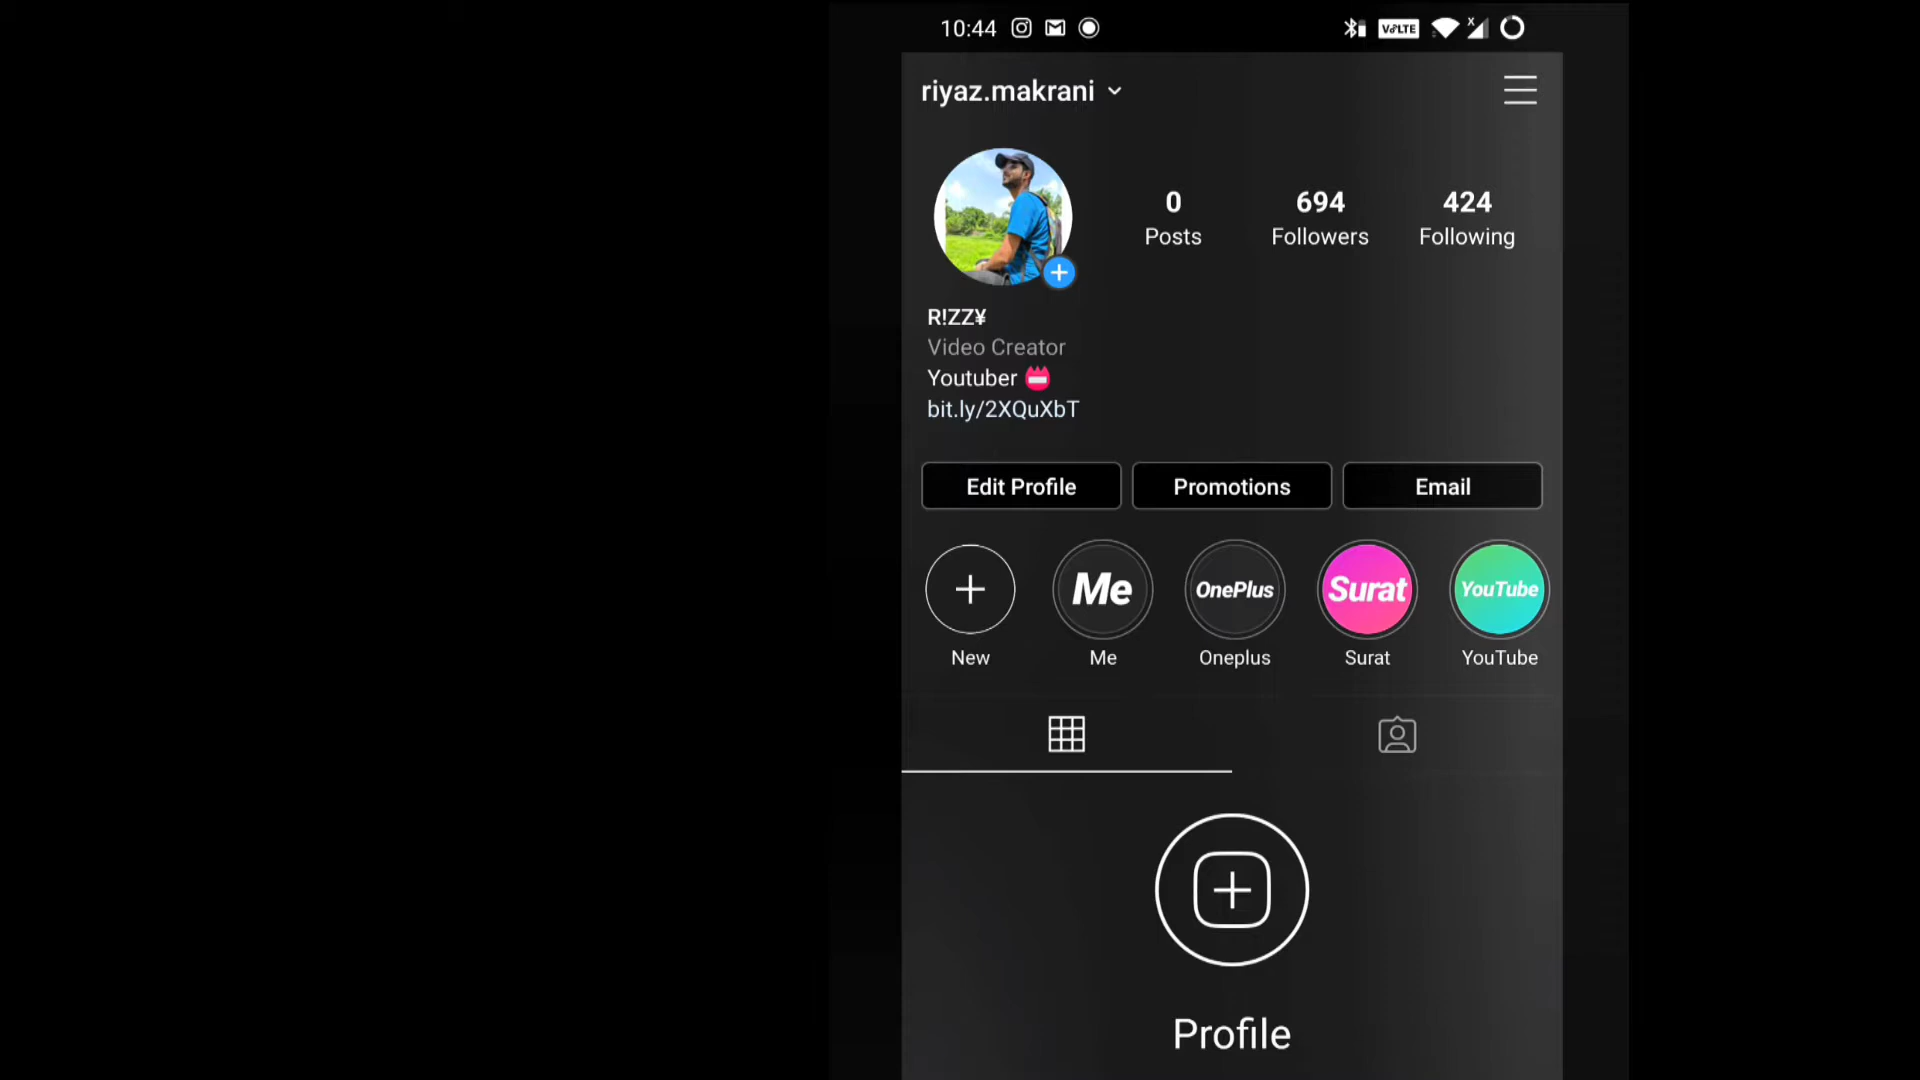 10:44
VoLTE
x
riyaz.makrani
0
Posts
694
Followers
424
Following
R!ZZ¥
Video Creator
Youtuber 📛
bit.ly/2XQuXbT
Edit Profile
Promotions
Email
Me
OnePlus
Surat
YouTube
New
Me
Oneplus
Surat
YouTube
Profile